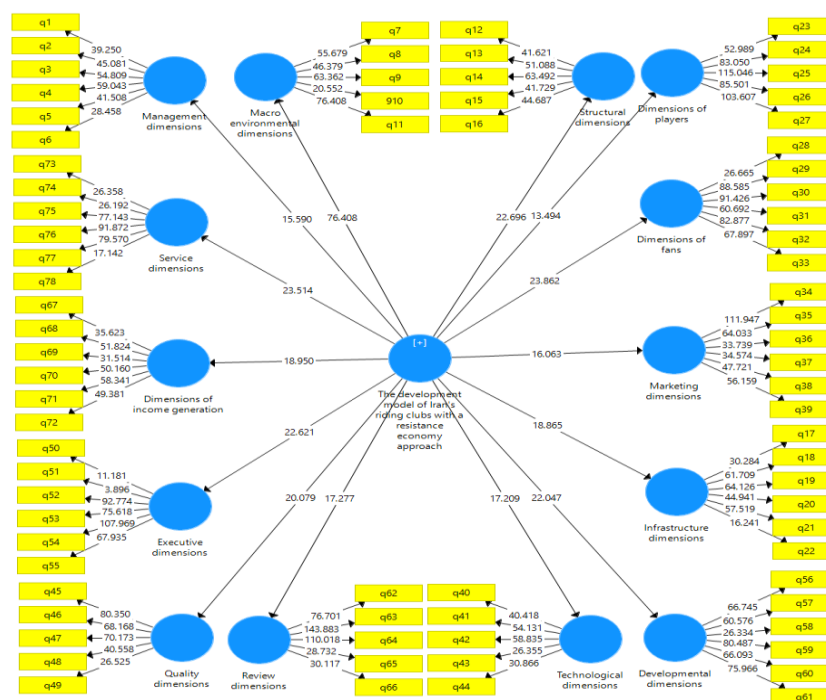 q1
q2
q3
q4
q5
q6
39.250
45.081
54.809
59.043
41.508
28.458
Management
dimensions
Macro
environmental
dimensions
55.679
46.379
63.362
20.552
76.408
q7
q8
q9
910
q11
q12
q13
q14
q15
q16
41.621
51.088
63.492
41.729
44.687
Structural
dimensions
Dimensions
of players
52.989
83.050
115.046
85.501
103.607
q23
q24
q25
q26
q27
q73
q74
q75
q76
q77
q78
26.358
26.192
77.143
91.872
79.570
17.142
Service
dimensions
15.590
76.408
22.696
13.494
Dimensions of
fans
26.665
88.585
91.426
60.692
82.877
67.897
q28
q29
q30
q31
q32
q33
23.514
23.862
q67
q68
q69
q70
q71
q72
35.623
51.824
31.514
50.160
58.341
49.381
Dimensions of
income generation
18.950
[+]
The development
model of Iran's
riding clubs with a
resistance
economy
approach
16.063
Marketing
dimensions
111.947
64.033
33.739
34.574
47.721
56.159
q34
q35
q36
q37
q38
q39
q50
q51
q52
q53
q54
q55
11.181
3.896
92.774
75.618
107.969
67.935
Executive
dimensions
22.621
18.865
Infrastructure
dimensions
30.284
61.709
64.126
44.941
57.519
16.241
q17
q18
q19
q20
q21
q22
20.079
17.277
17.209
22.047
q45
q46
q47
q48
q49
80.350
68.168
70.173
40.558
26.525
Quality
dimensions
Review
dimensions
76.701
143.883
110.018
28.732
30.117
q62
q63
q64
q65
q66
q40
q41
q42
q43
q44
40.418
54.131
58.835
26.355
30.866
Technological
dimensions
Developmental
dimensions
66.745
60.576
26.334
80.487
66.093
75.966
q56
q57
q58
q59
q60
q61